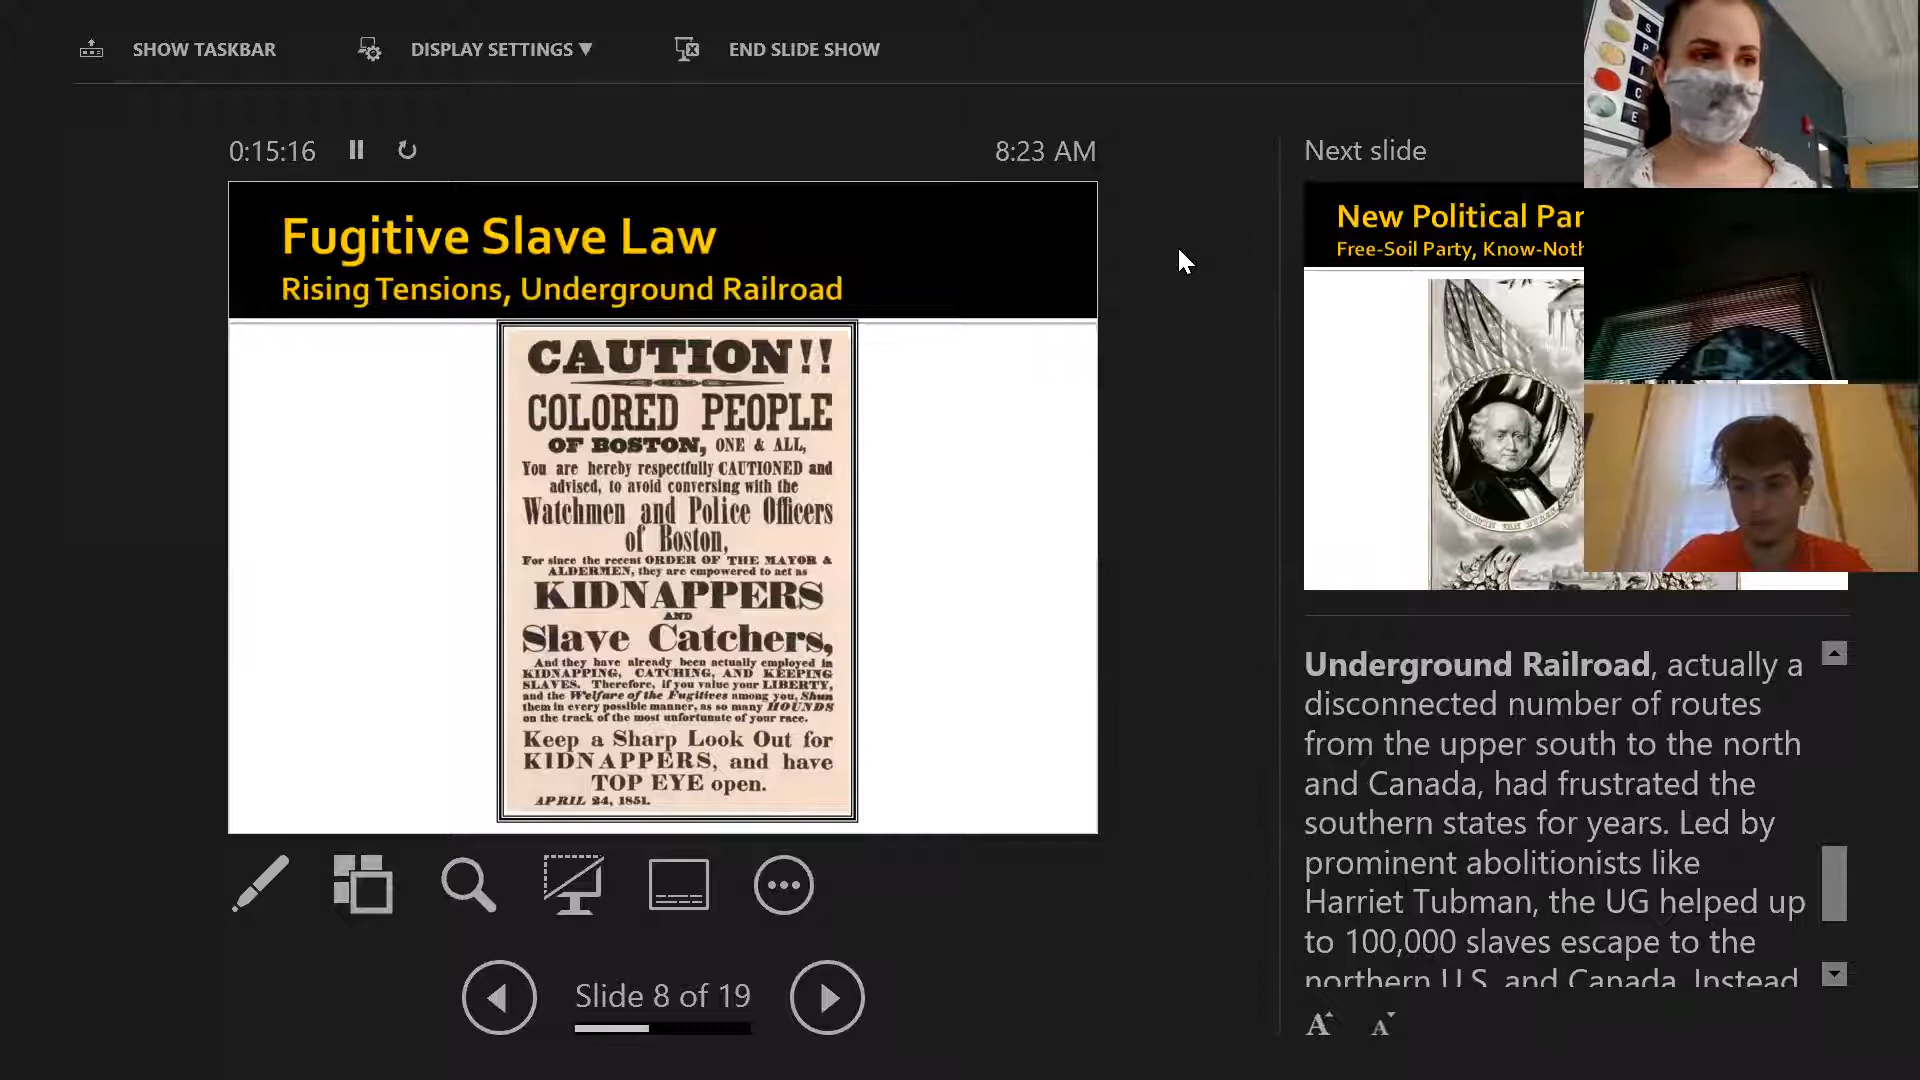 SHOW TASKBAR
DISPLAY SETTINGS ▼
END SLIDE SHOW
0:15:16
8:23 AM
Fugitive Slave Law
Rising Tensions, Underground Railroad
CAUTION!!
COLORED PEOPLE
OF BOSTON, ONE & ALL,
You are hereby respectfully CAUTIONED and
advised, to avoid conversing with the
Watchmen and Police Officers
of Boston,
For since the recent ORDER OF THE MAYOR &
ALDERMEN, they are empowered to act as
KIDNAPPERS
AND
Slave Catchers,
And they have already been actually employed in
KIDNAPPING, CATCHING, AND KEEPING
SLAVES. Therefore, if you value your LIBERTY,
and the Welfare of the Fugitives among you, Shun
them in every possible manner, as so many HOUNDS
on the track of the most unfortunate of your race.
Keep a Sharp Look Out for
KIDNAPPERS, and have
TOP EYE open.
APRIL 24, 1851.
Slide 8 of 19
Next slide
New Political Par
Free-Soil Party, Know-Noth
MARTIN VAN BUREN
S
P
I
C
E
Underground Railroad, actually a
disconnected number of routes
from the upper south to the north
and Canada, had frustrated the
southern states for years. Led by
prominent abolitionists like
Harriet Tubman, the UG helped up
to 100,000 slaves escape to the
northern U.S. and Canada. Instead
A
A